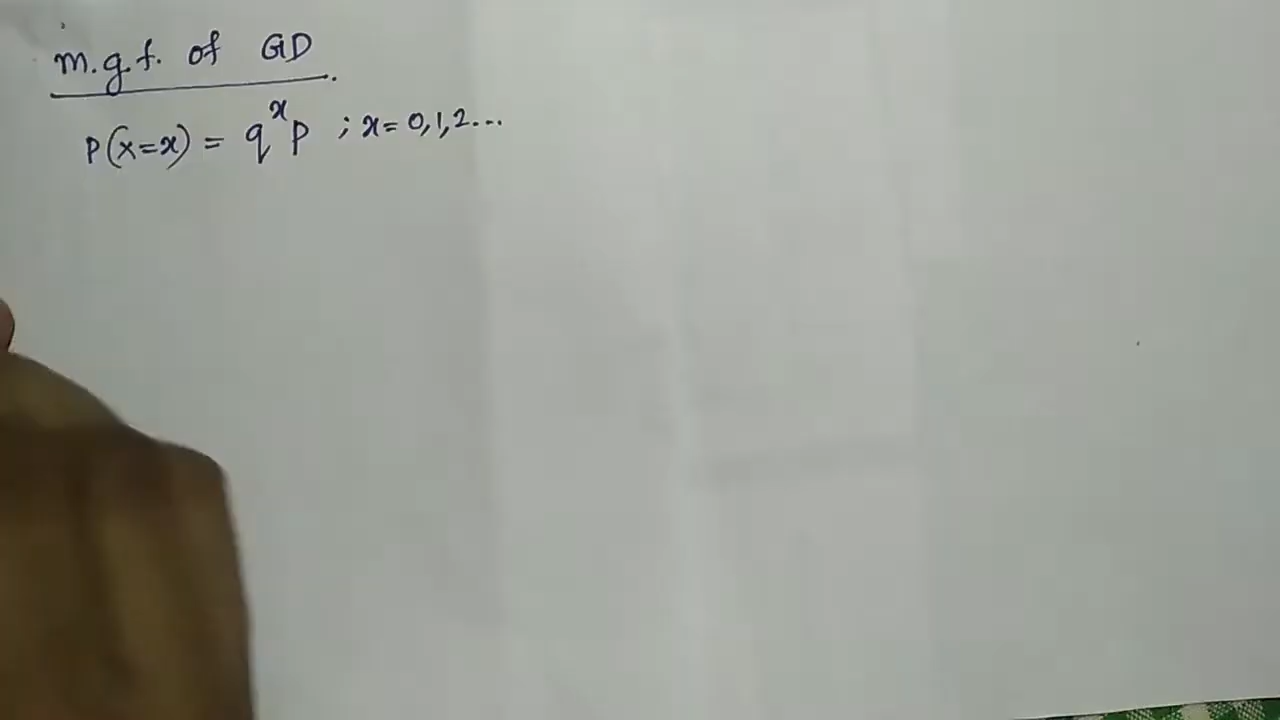 m.g.f. of GD
P(x=x) = q^x p ; x = 0,1,2...